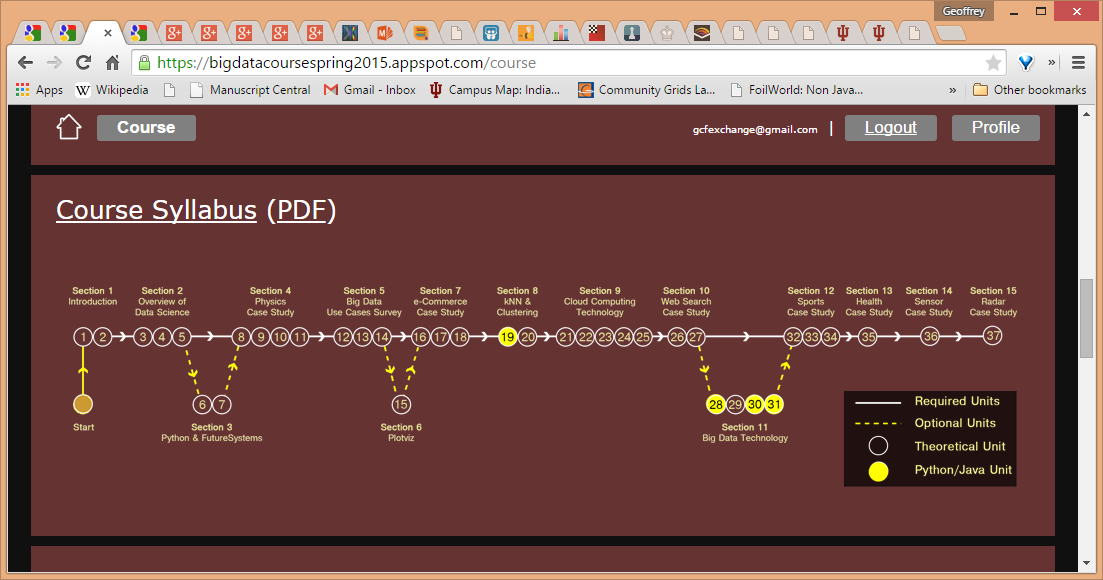 Geoffrey
https://bigdatacoursespring2015.appspot.com/course
Apps Wikipedia Manuscript Central Gmail - Inbox Campus Map: India... Community Grids La... FoilWorld: Non Java... » Other bookmarks
Course gcfexchange@gmail.com | Logout Profile
Course Syllabus (PDF)
Section 1
Introduction
Section 2
Overview of
Data Science
Section 4
Physics
Case Study
Section 5
Big Data
Use Cases Survey
Section 7
e-Commerce
Case Study
Section 8
kNN &
Clustering
Section 9
Cloud Computing
Technology
Section 10
Web Search
Case Study
Section 12
Sports
Case Study
Section 13
Health
Case Study
Section 14
Sensor
Case Study
Section 15
Radar
Case Study
1 2 3 4 5 8 9 10 11 12 13 14 16 17 18 19 20 21 22 23 24 25 26 27 32 33 34 35 36 37
6 7 15 28 29 30 31
Start
Section 3
Python & FutureSystems
Section 6
Plotviz
Section 11
Big Data Technology
Required Units
Optional Units
Theoretical Unit
Python/Java Unit